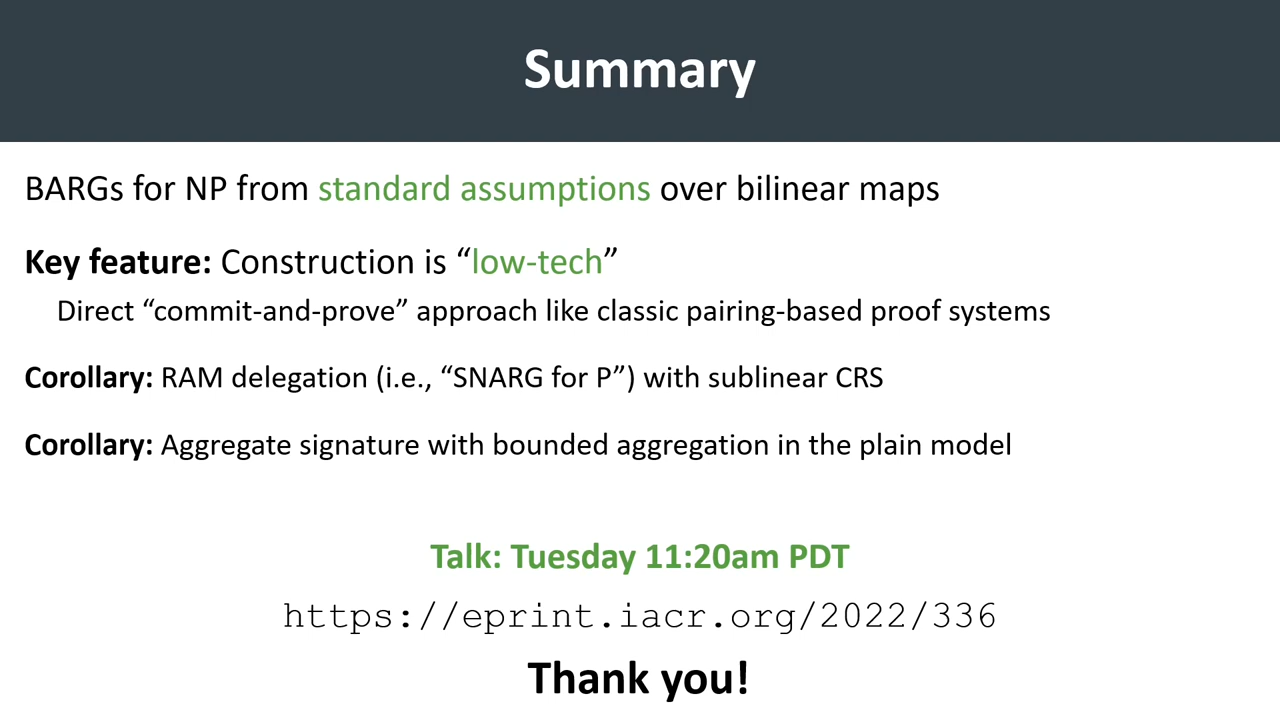 Summary
BARGs for NP from standard assumptions over bilinear maps
Key feature: Construction is “low-tech”
Direct “commit-and-prove” approach like classic pairing-based proof systems
Corollary: RAM delegation (i.e., “SNARG for P”) with sublinear CRS
Corollary: Aggregate signature with bounded aggregation in the plain model
Talk: Tuesday 11:20am PDT
https://eprint.iacr.org/2022/336
Thank you!